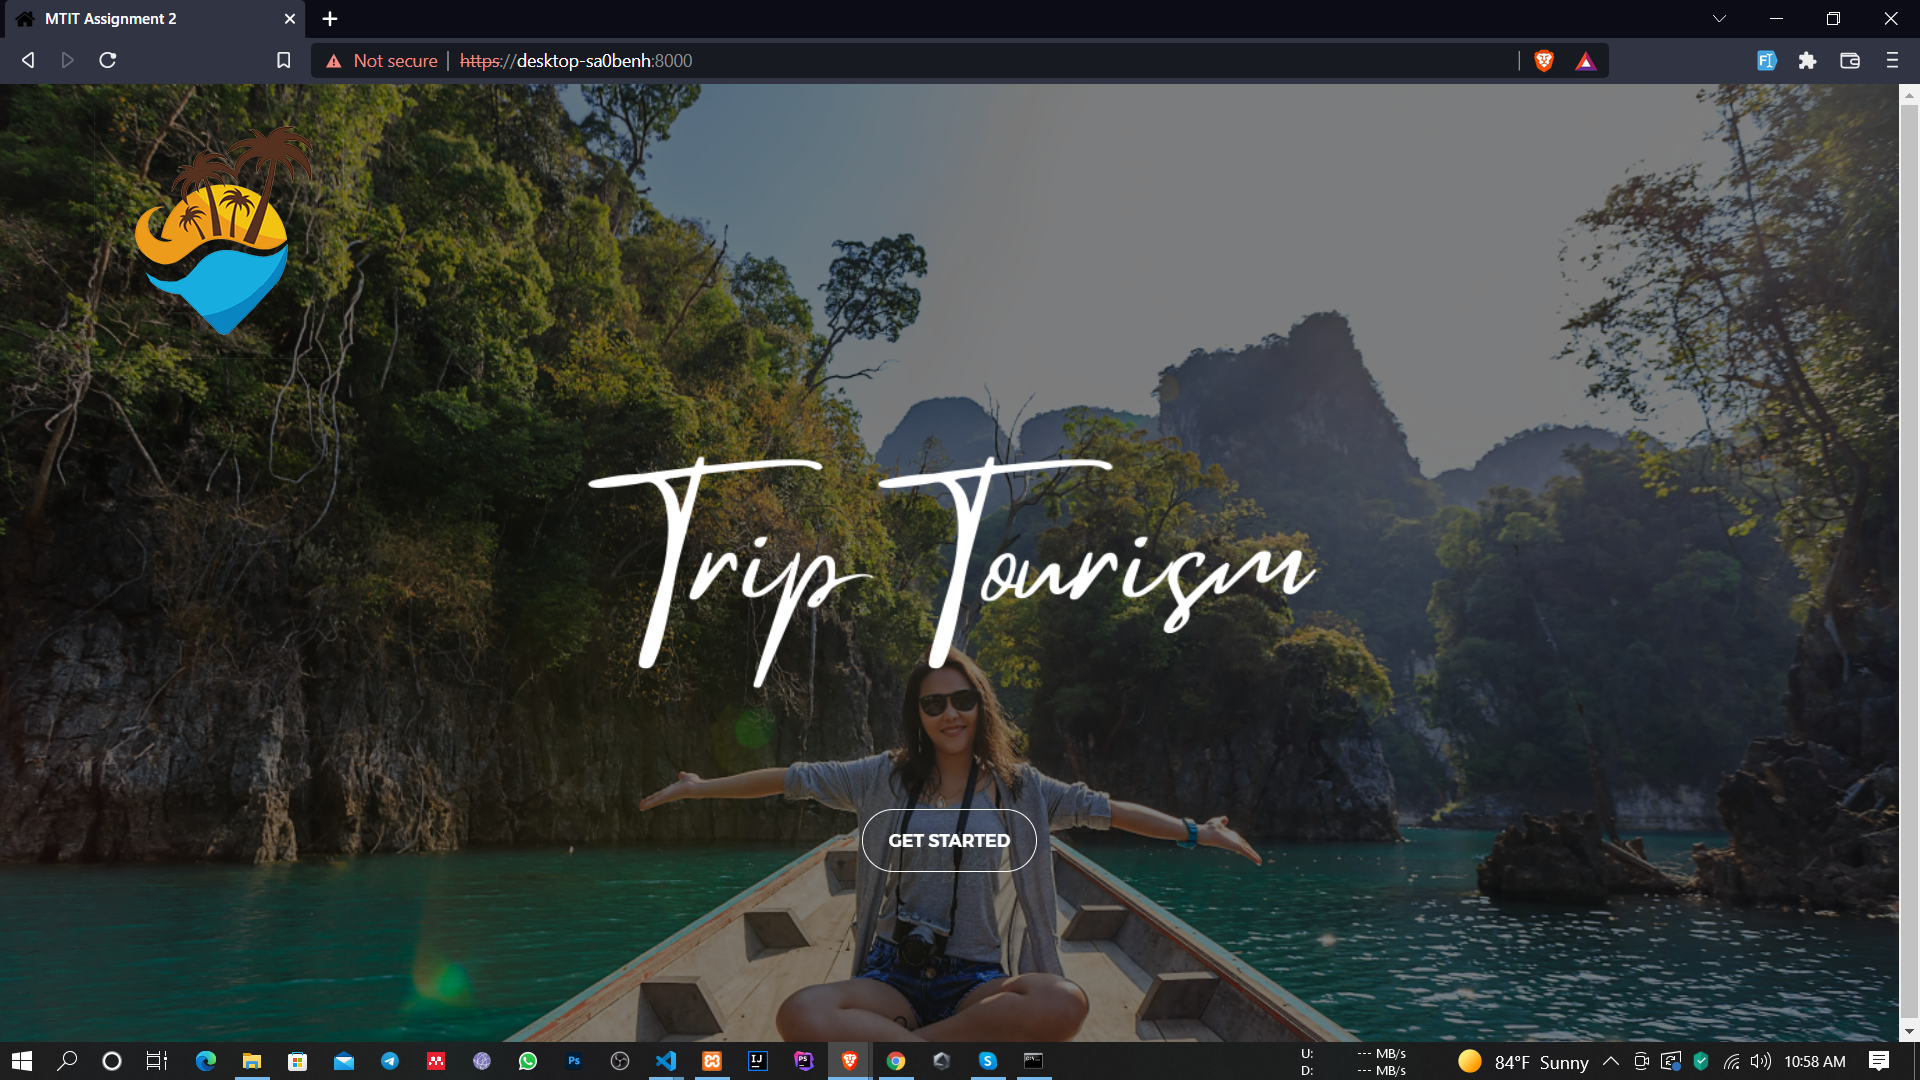 MTIT Assignment 2
Not secure
https://desktop-sa0benh:8000
Trip Tourism
GET STARTED
U: --- MB/s
D: --- MB/s
84°F Sunny
10:58 AM